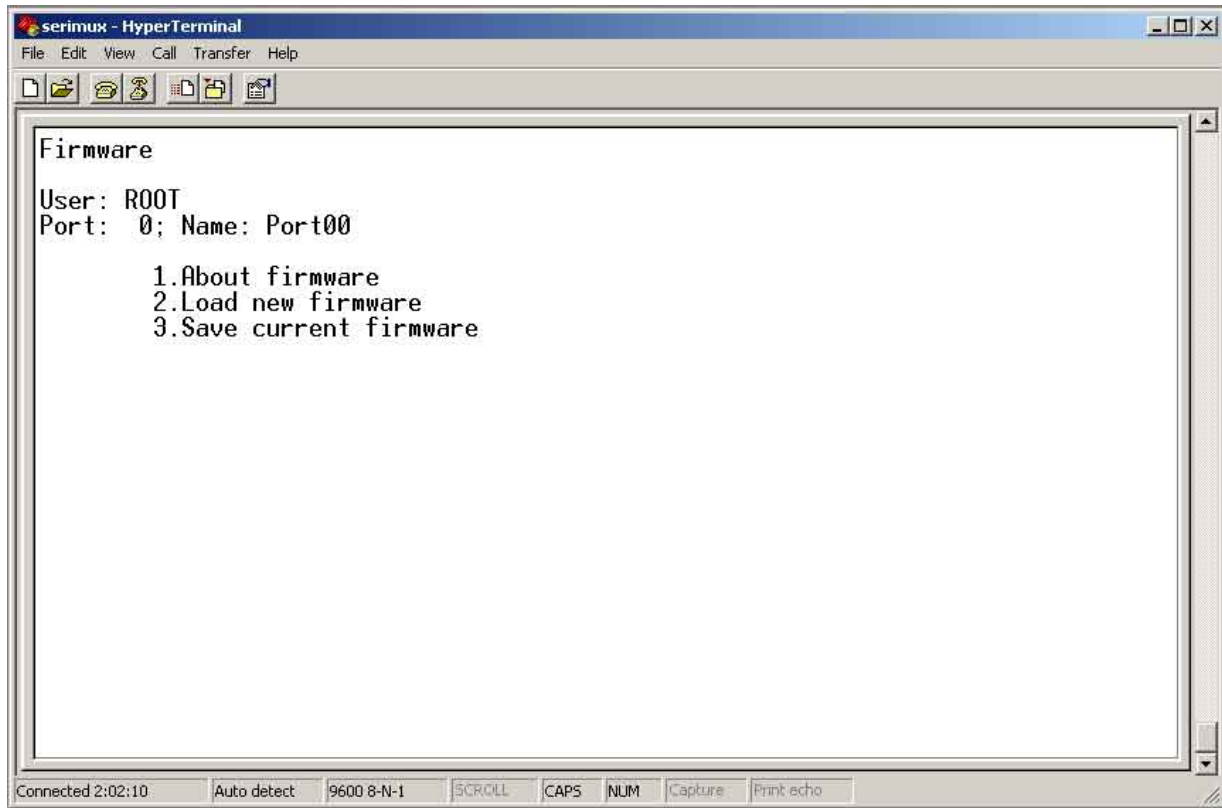 serimux - HyperTerminal
File Edit View Call Transfer Help
Firmware
User: ROOT
Port:  0; Name: Port00
1.About firmware
2.Load new firmware
3.Save current firmware
Connected 2:02:10 Auto detect 9600 8-N-1 SCROLL CAPS NUM Capture Print echo